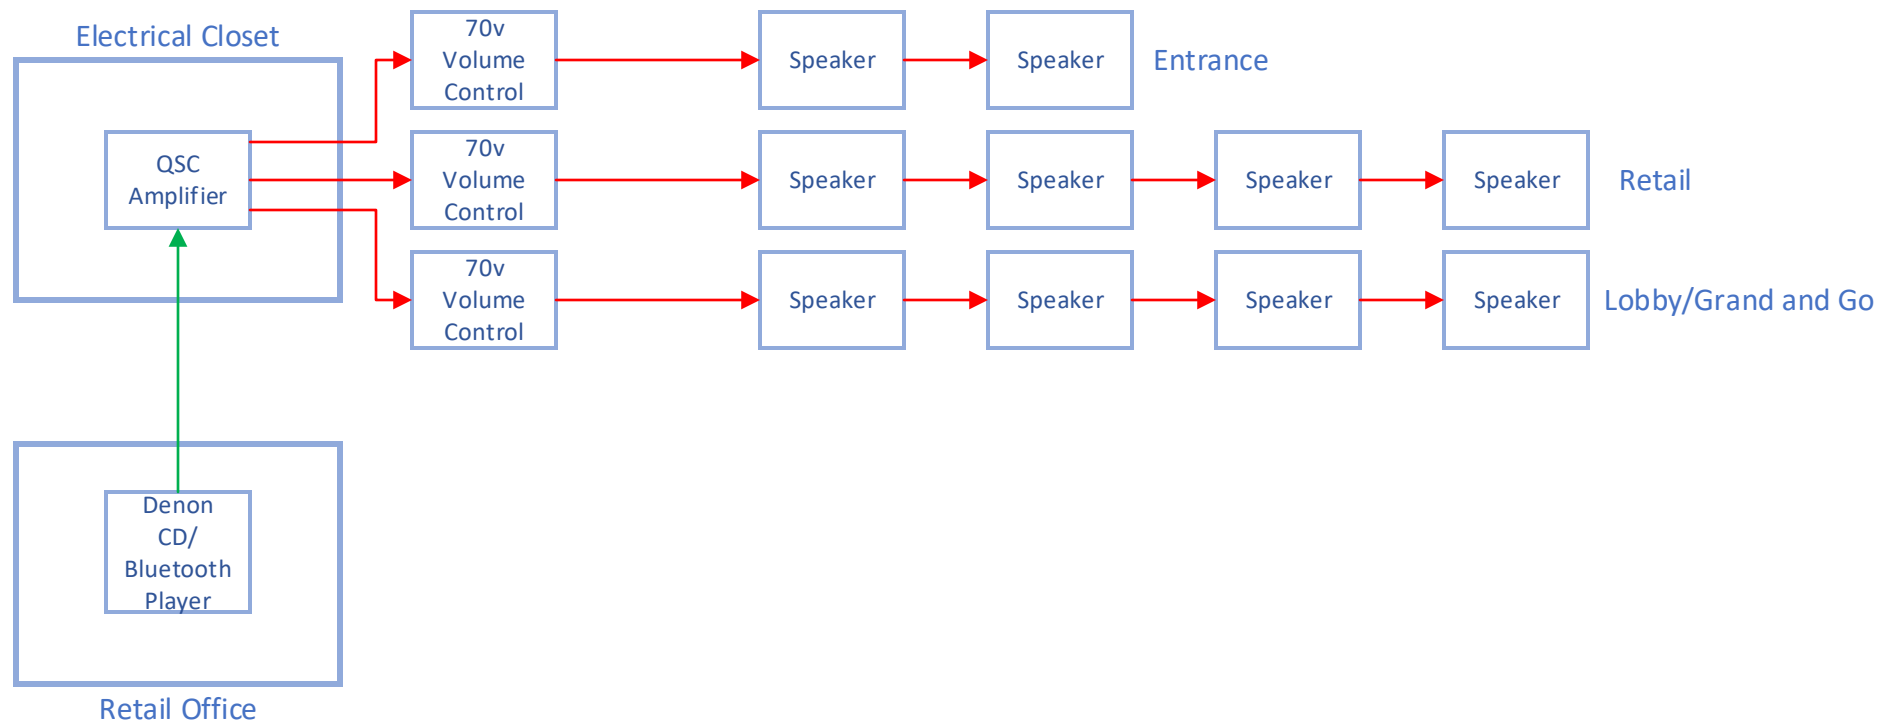 Electrical Closet
70v
Volume
Control
Speaker
Speaker
Entrance
QSC
Amplifier
70v
Volume
Control
Speaker
Speaker
Speaker
Speaker
Retail
70v
Volume
Control
Speaker
Speaker
Speaker
Speaker
Lobby/Grand and Go
Denon
CD/
Bluetooth
Player
Retail Office